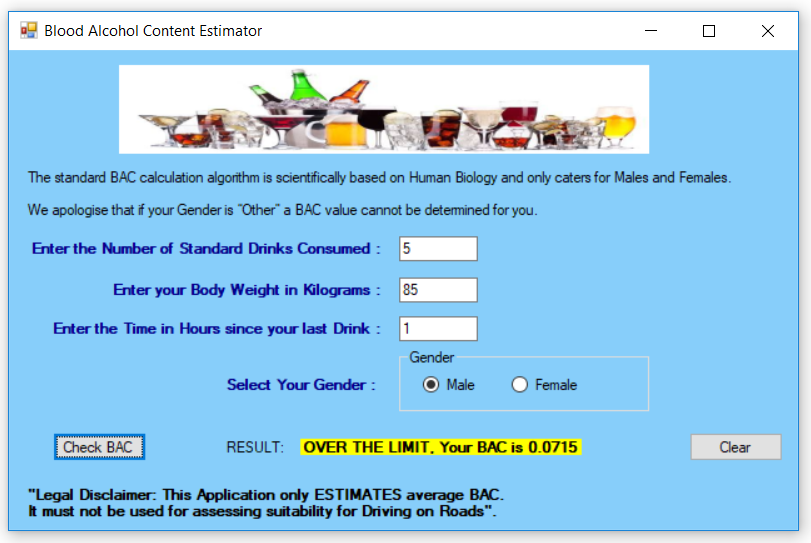 Blood Alcohol Content Estimator
The standard BAC calculation algorithm is scientifically based on Human Biology and only caters for Males and Females.
We apologise that if your Gender is "Other" a BAC value cannot be determined for you.
Enter the Number of Standard Drinks Consumed : 5
Enter your Body Weight in Kilograms : 85
Enter the Time in Hours since your last Drink : 1
Gender
Select Your Gender : Male Female
Check BAC RESULT: OVER THE LIMIT, Your BAC is 0.0715 Clear
"Legal Disclaimer: This Application only ESTIMATES average BAC.
It must not be used for assessing suitability for Driving on Roads".